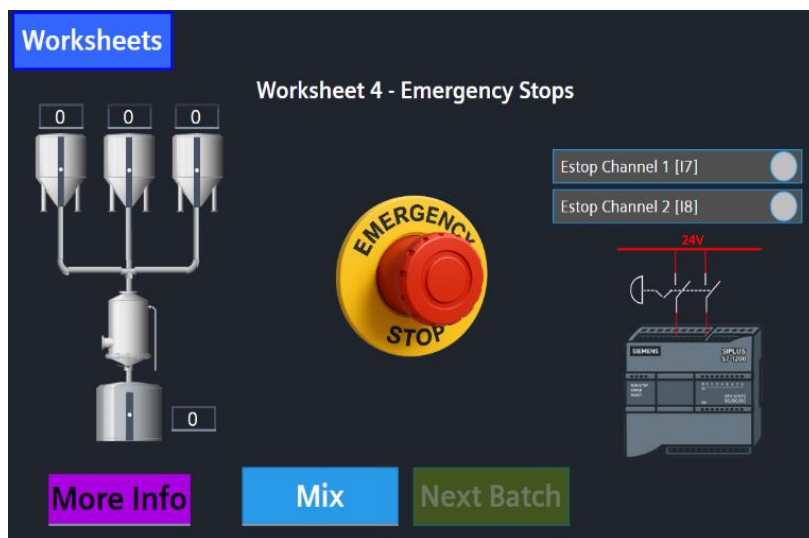 Worksheets
Worksheet 4 - Emergency Stops
0
0
0
Estop Channel 1 [I7]
Estop Channel 2 [I8]
24V
EMERGENCY
STOP
SIEMENS
SIPLUS
S7-1200
0
More Info
Mix
Next Batch